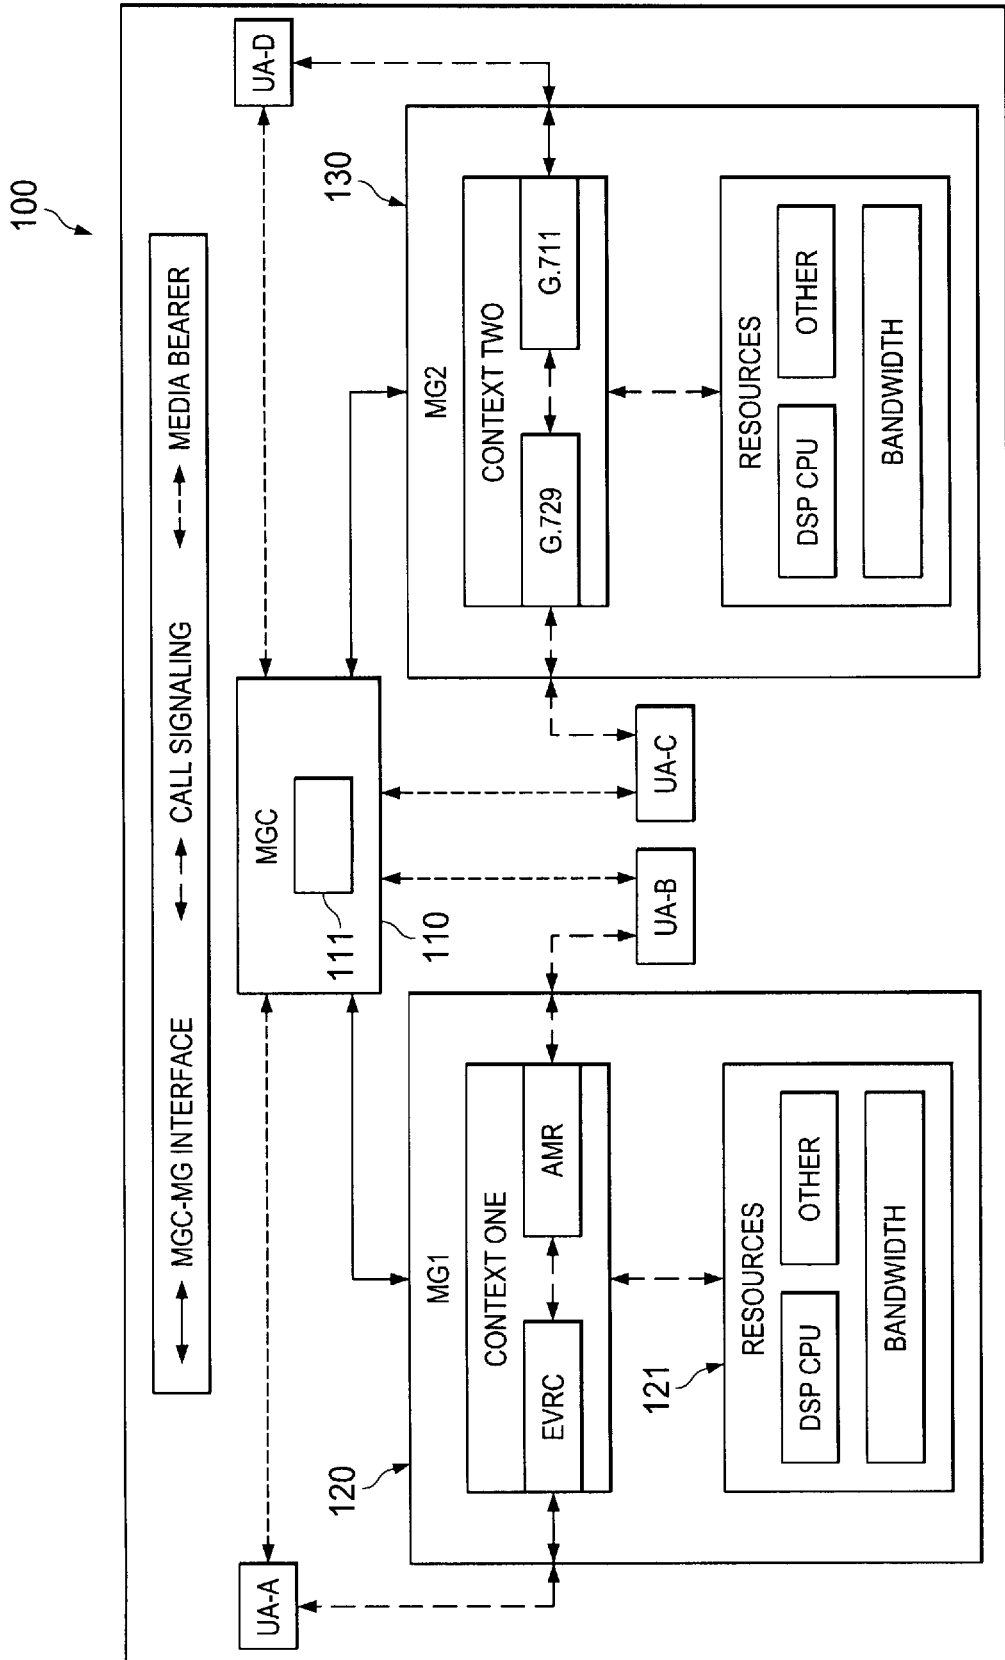 100
MGC-MG INTERFACE
CALL SIGNALING
MEDIA BEARER
UA-A
MGC
111
110
UA-D
120
MG1
CONTEXT ONE
EVRC
AMR
121
RESOURCES
DSP CPU
OTHER
BANDWIDTH
UA-B
UA-C
130
MG2
CONTEXT TWO
G.729
G.711
RESOURCES
DSP CPU
OTHER
BANDWIDTH